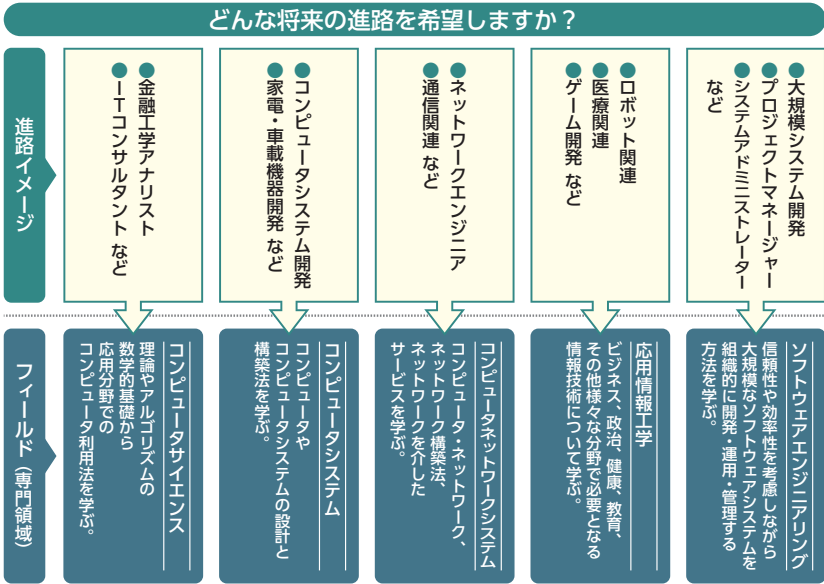 どんな将来の進路を希望しますか？
進路イメージ
●金融工学アナリスト
●ITコンサルタント など
●コンピュータシステム開発
●家電・車載機器開発 など
●ネットワークエンジニア
●通信関連 など
●ロボット関連
●医療関連
●ゲーム開発 など
●大規模システム開発
●プロジェクトマネージャー
●システムアドミニストレーター
など
フィールド（専門領域）
コンピュータサイエンス
理論やアルゴリズムの
数学的基礎から
応用分野での
コンピュータ利用法を学ぶ。
コンピュータシステム
コンピュータや
コンピュータシステムの設計と
構築法を学ぶ。
コンピュータネットワークシステム
コンピュータ・ネットワーク、
ネットワーク構築法、
ネットワークを介した
サービスを学ぶ。
応用情報工学
ビジネス、政治、健康、教育、
その他様々な分野で必要となる
情報技術について学ぶ。
ソフトウェアエンジニアリング
信頼性や効率性を考慮しながら
大規模なソフトウェアシステムを
組織的に開発・運用・管理する
方法を学ぶ。